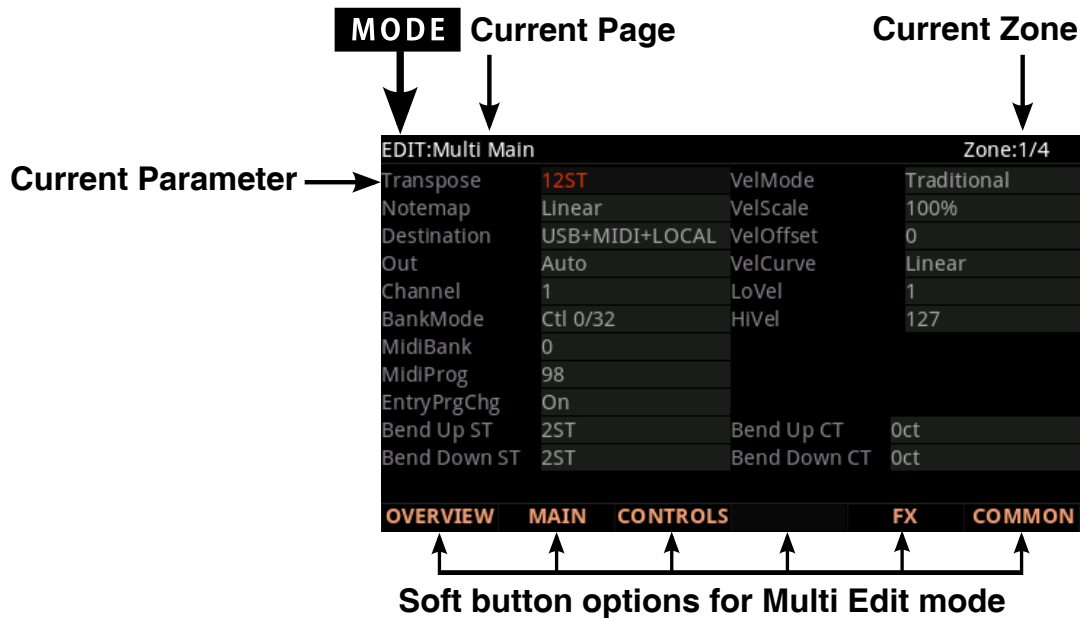 MODE Current Page Current Zone
EDIT:Multi Main Zone:1/4
Current Parameter
Transpose 12ST VelMode Traditional
Notemap Linear VelScale 100%
Destination USB+MIDI+LOCAL VelOffset 0
Out Auto VelCurve Linear
Channel 1 LoVel 1
BankMode Ctl 0/32 HiVel 127
MidiBank 0
MidiProg 98
EntryPrgChg On
Bend Up ST 2ST Bend Up CT 0ct
Bend Down ST 2ST Bend Down CT 0ct
OVERVIEW MAIN CONTROLS FX COMMON
Soft button options for Multi Edit mode